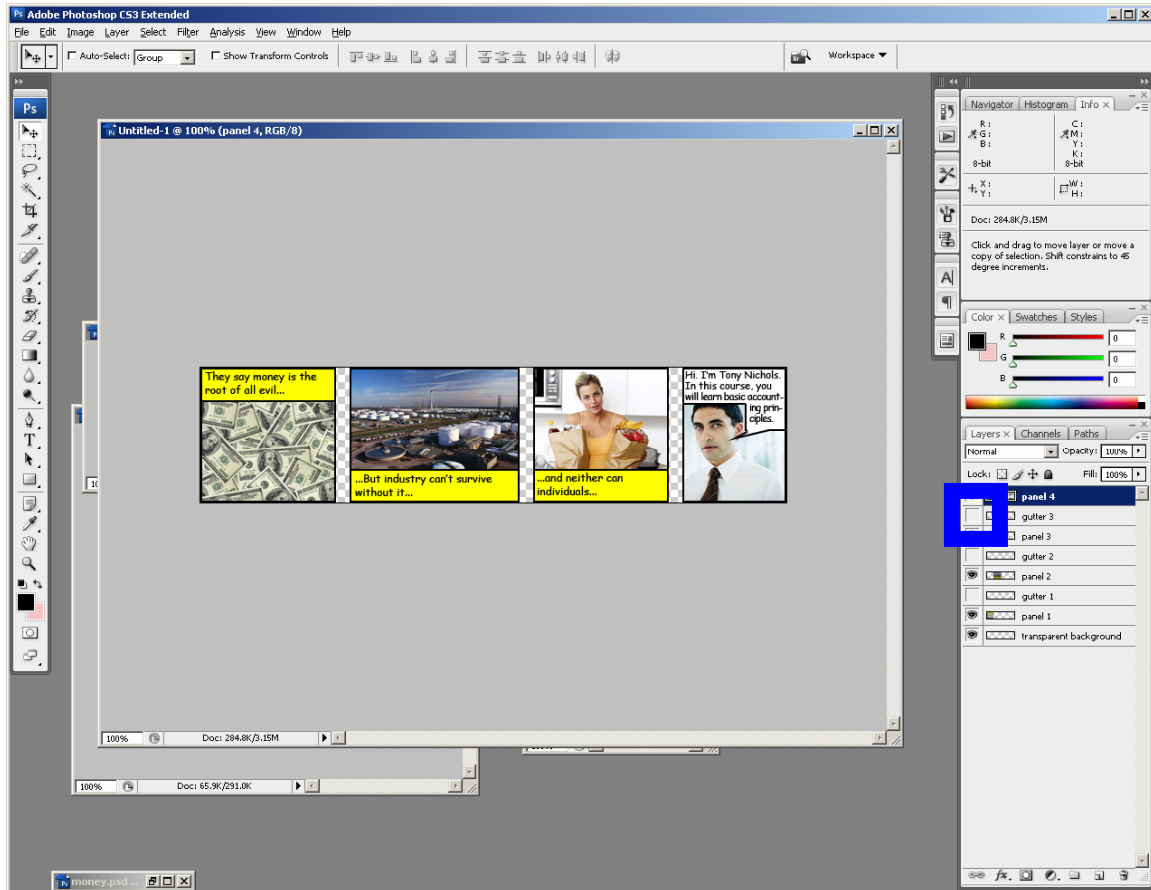 Ps Adobe Photoshop CS3 Extended
File Edit Image Layer Select Filter Analysis View Window Help
Auto-Select: Group Show Transform Controls Workspace
Ps
Untitled-1 @ 100% (panel 4, RGB/8)
They say money is the
root of all evil...
...But industry can't survive
without it...
...and neither can
individuals...
Hi. I'm Tony Nichols.
In this course, you
will learn basic account-
ing prin-
ciples.
100% Doc: 284.8K/3.15M
100% Doc: 65.9K/291.0K
money.psd ...
Navigator Histogram Info ×
R: C:
G: M:
B: Y:
K:
8-bit 8-bit
X: W:
Y: H:
Doc: 284.8K/3.15M
Click and drag to move layer or move a
copy of selection. Shift constrains to 45
degree increments.
Color × Swatches Styles
R 0
G 0
B 0
Layers × Channels Paths
Normal Opacity: 100%
Lock: Fill: 100%
panel 4
gutter 3
panel 3
gutter 2
panel 2
gutter 1
panel 1
transparent background